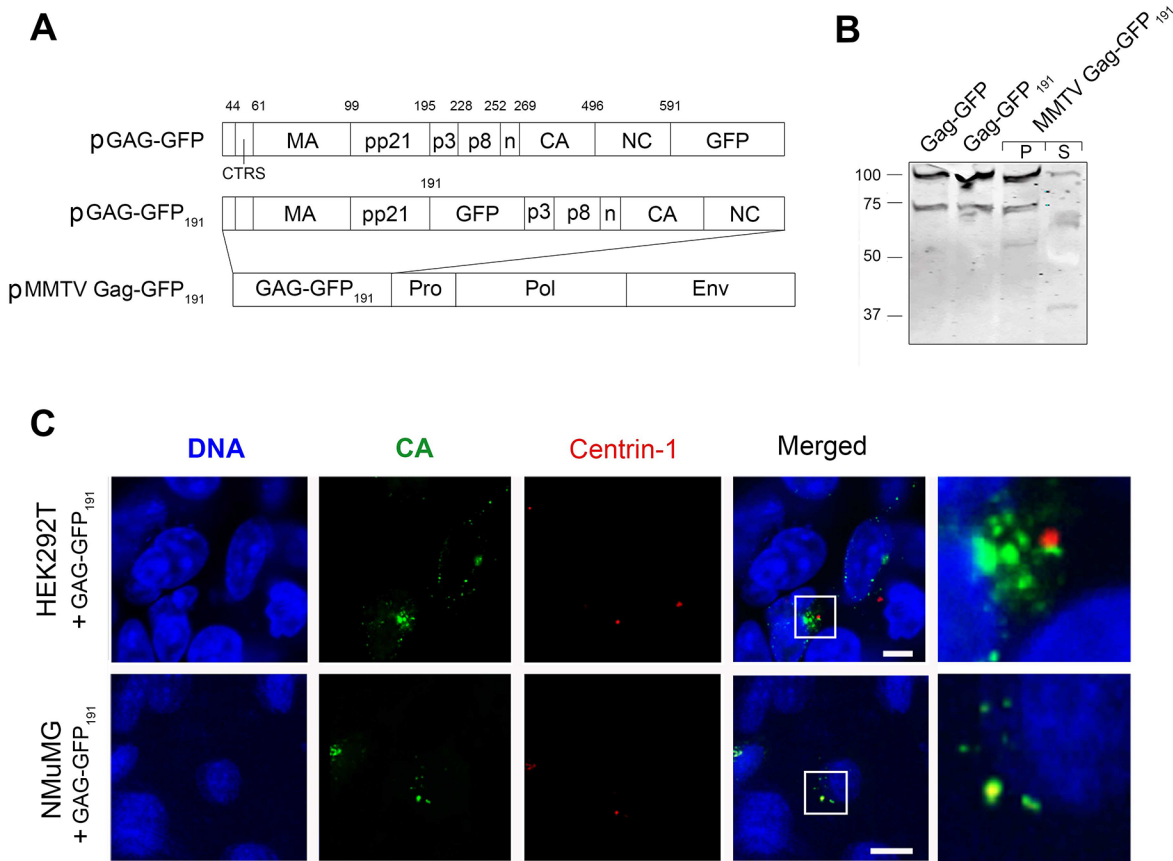 A
44 61 99 195 228 252 269 496 591
pGAG-GFP MA pp21 p3 p8 n CA NC GFP
CTRS
191
pGAG-GFP191 MA pp21 GFP p3 p8 n CA NC
pMMTV Gag-GFP191 GAG-GFP191 Pro Pol Env
B
Gag-GFP
Gag-GFP 191
MMTV Gag-GFP 191
P S
100
75
50
37
C
DNA CA Centrin-1 Merged
HEK292T
+ GAG-GFP191
NMuMG
+ GAG-GFP191